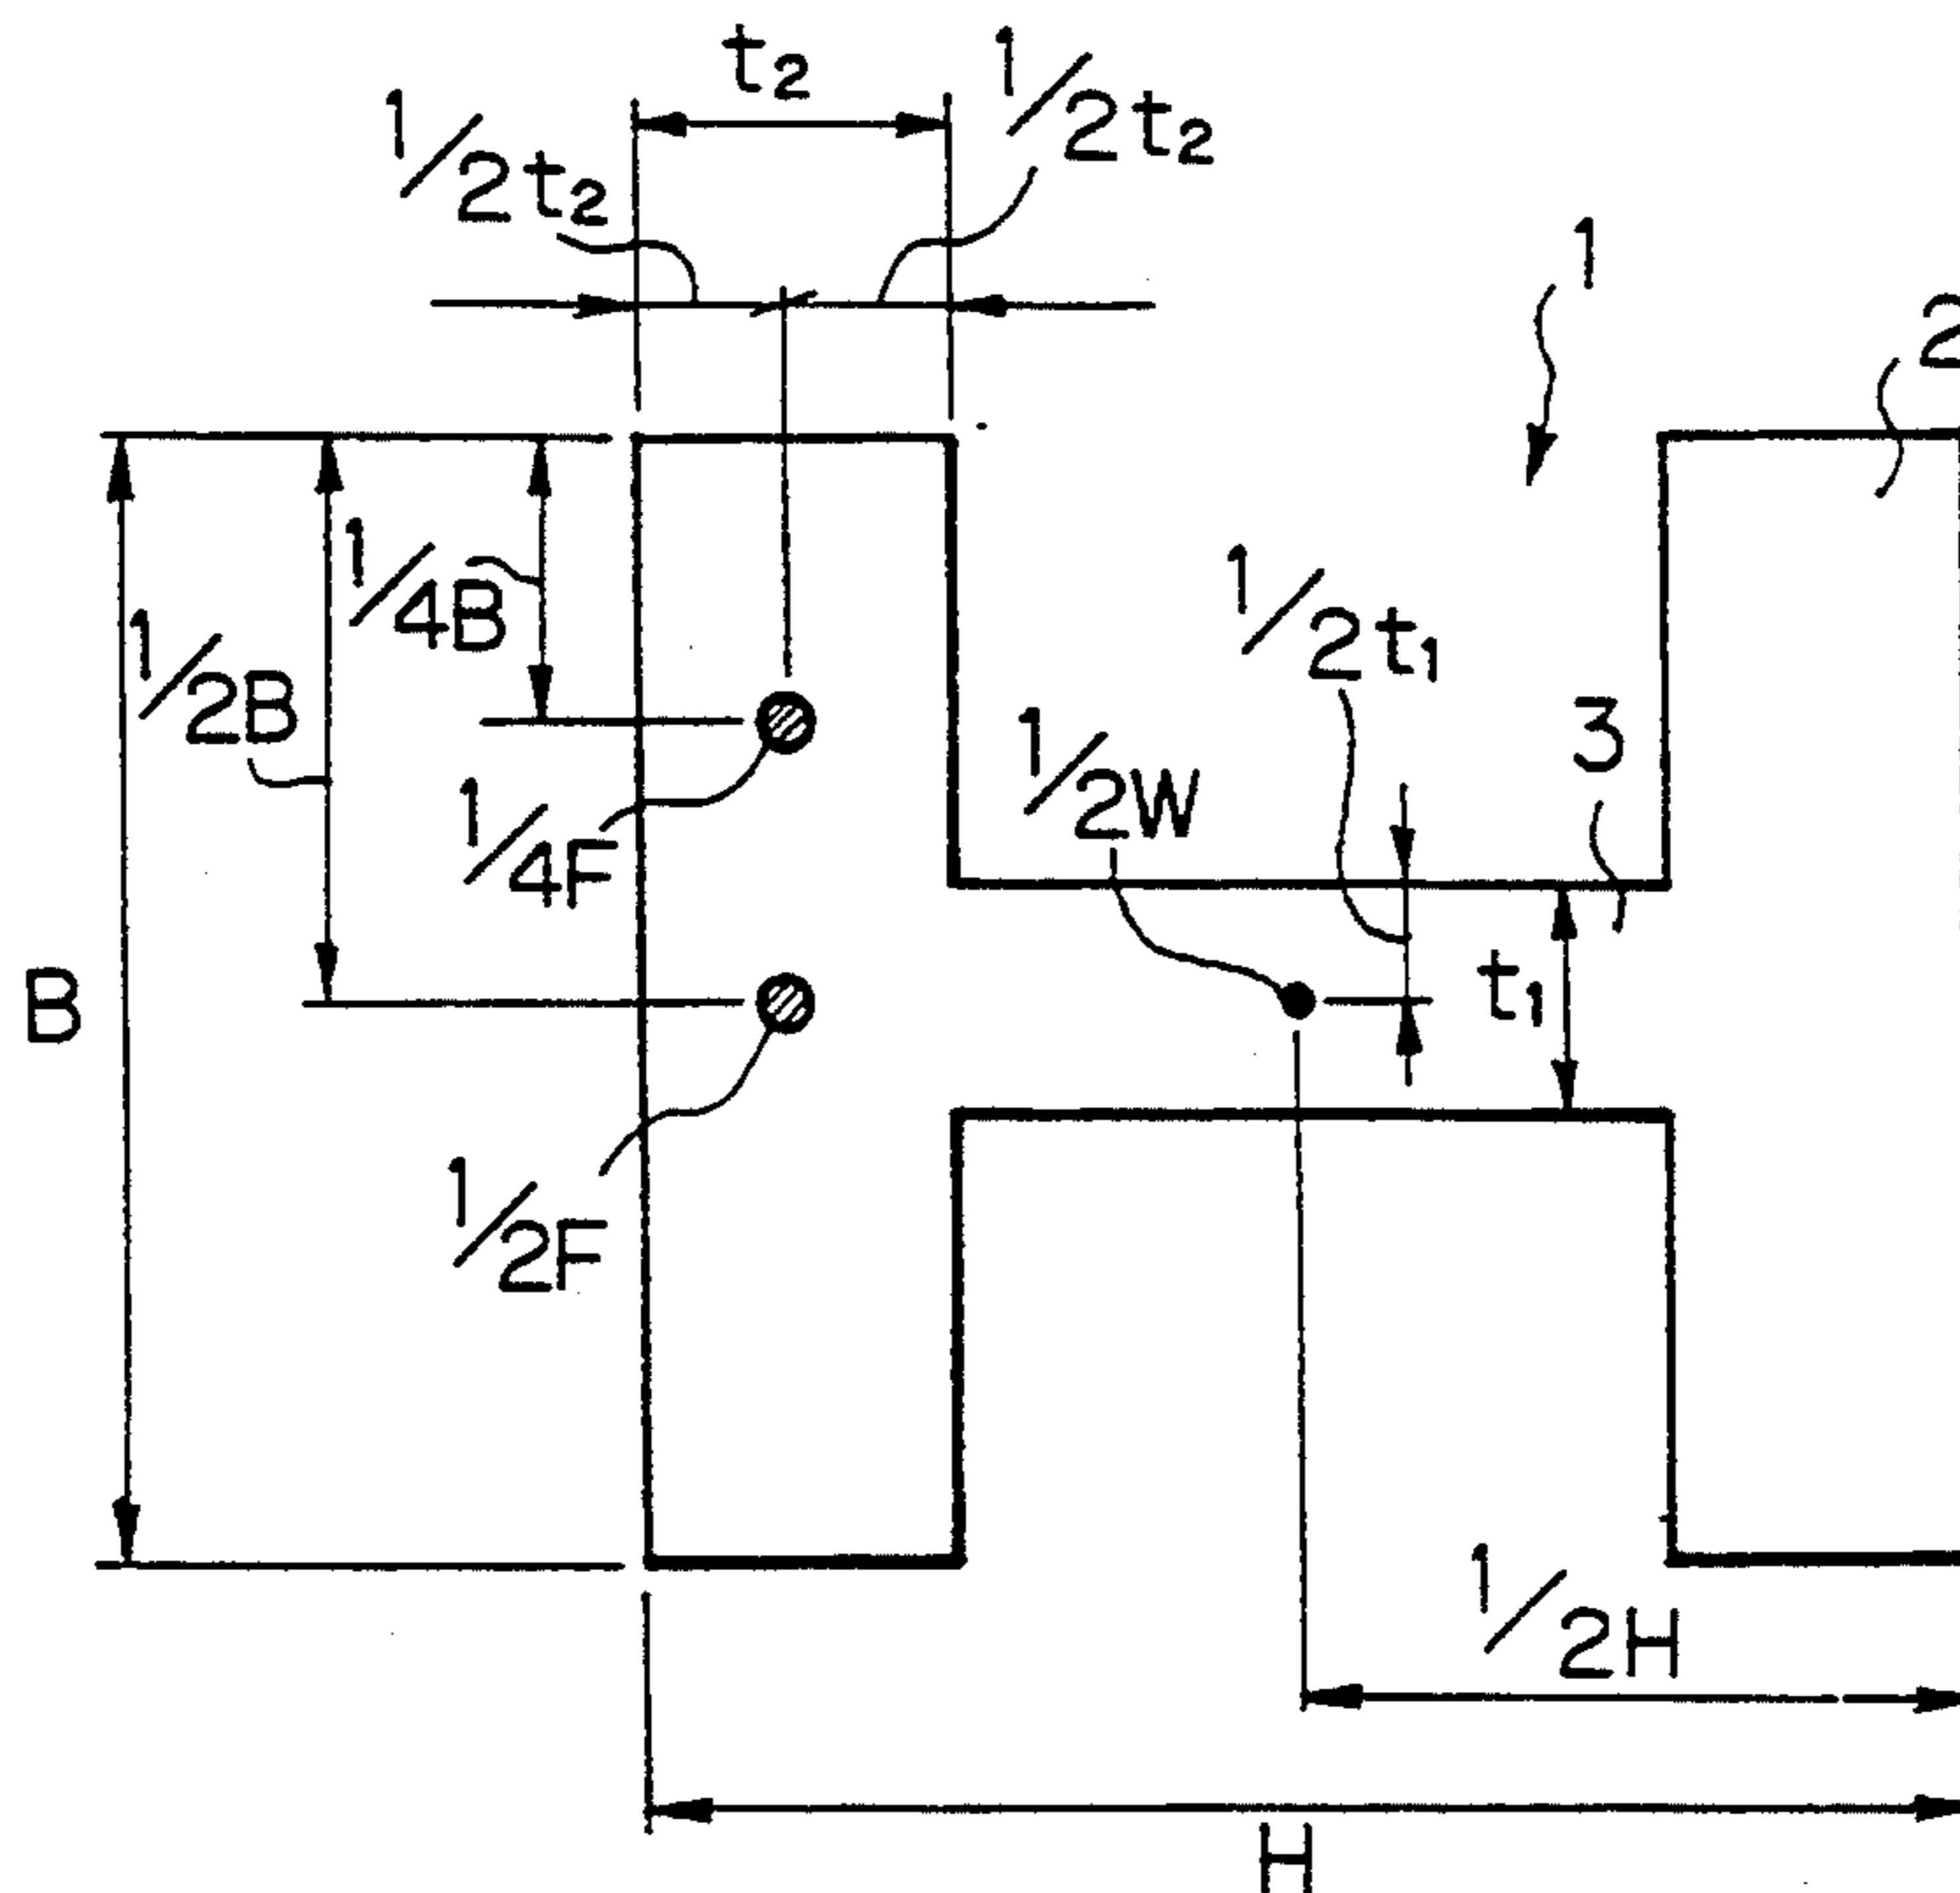 t₂
1/2t₂
1/2t₂
1
2
1/4B
1/2t₁
1/2B
3
1/2W
1/4F
B
t₁
1/2F
1/2H
H